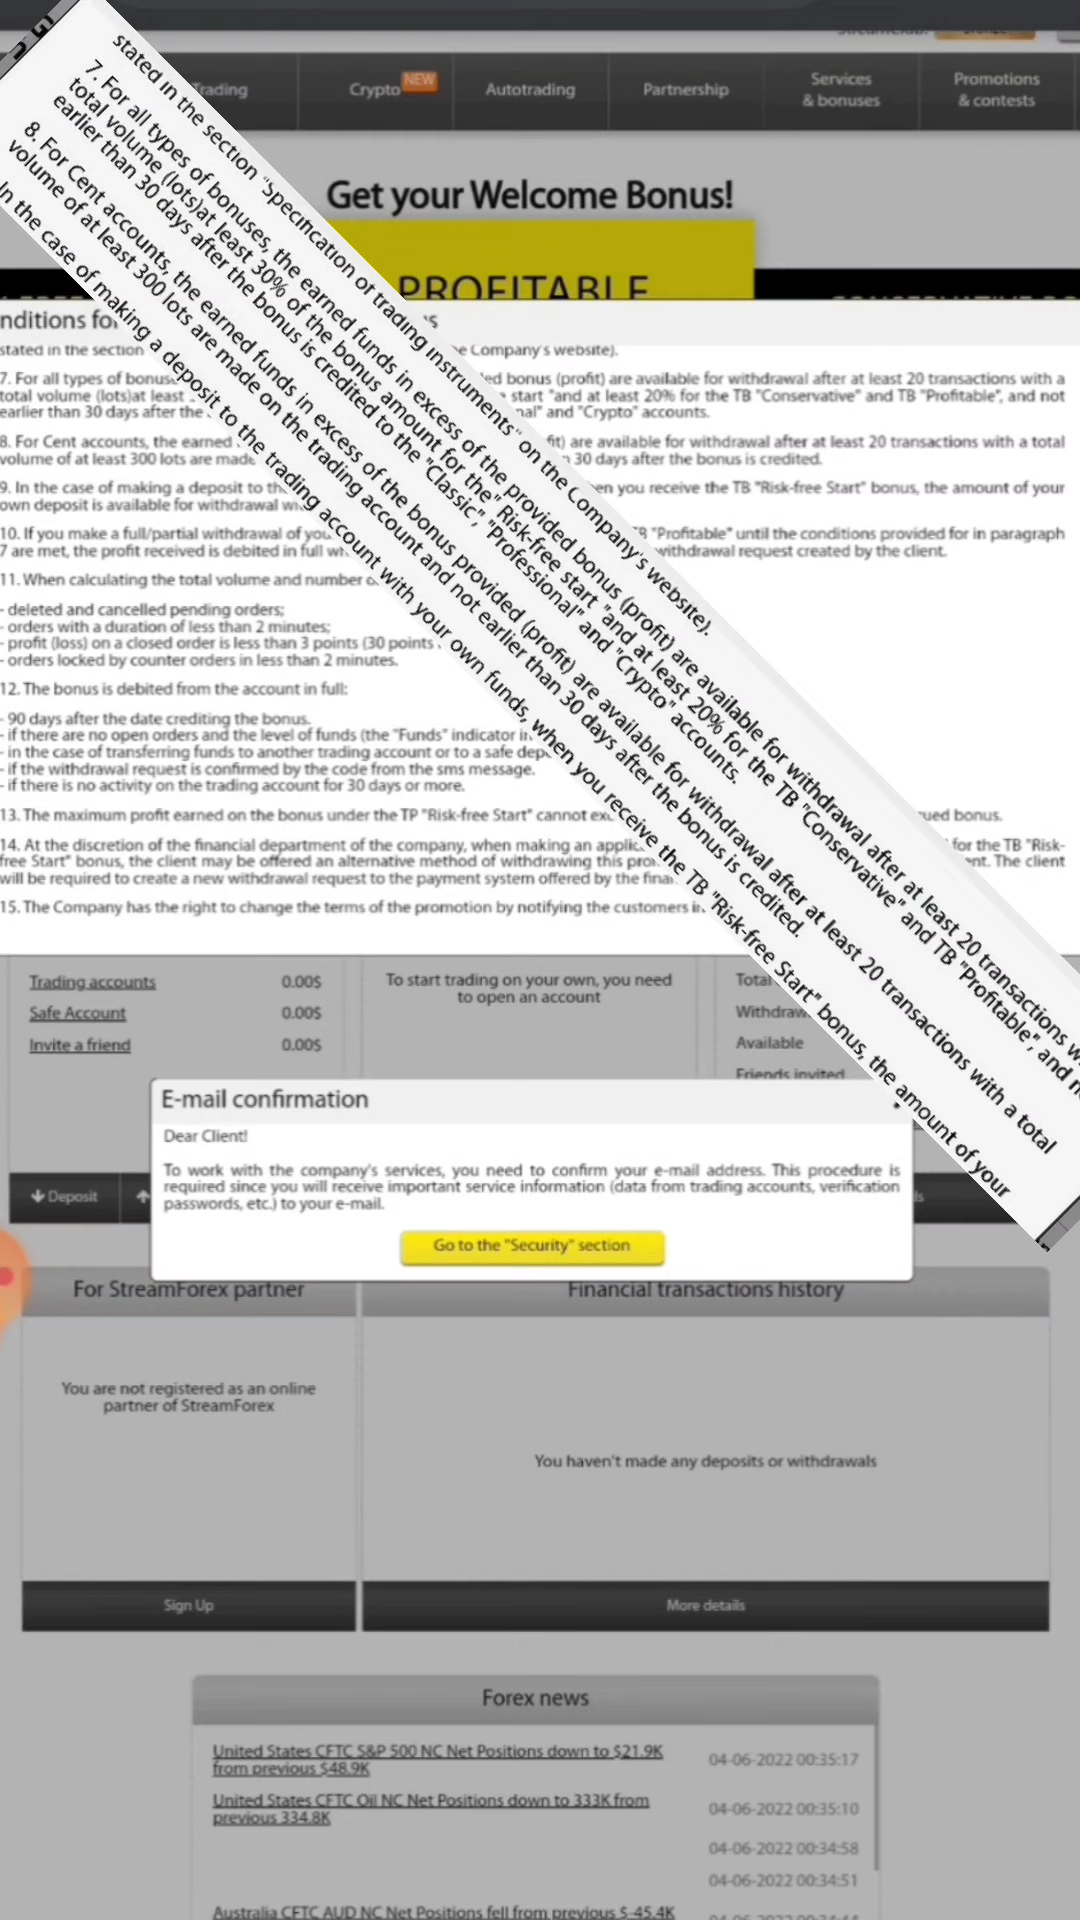 Trading
Crypto
NEW
Autotrading
Partnership
Services
& bonuses
Promotions
& contests
Get your Welcome Bonus!
PROFITABLE
stated in the section "Specification of trading instruments" on the Company's website).
7. For all types of bonuses, the earned funds in excess of the provided bonus (profit) are available for withdrawal after at least 20 transactions
total volume (lots)at least 30% of the bonus amount for the" Risk-free start "and at least 20% for the TB "Conservative" and TB "Profitable", and
earlier than 30 days after the bonus is credited to the "Classic," "Professional" and "Crypto" accounts.
8. For Cent accounts, the earned funds in excess of the bonus provided (profit) are available for withdrawal after at least 20 transactions with a total
volume of at least 300 lots are made on the trading account and not earlier than 30 days after the bonus is credited.
In the case of making a deposit to the trading account with your own funds, when you receive the TB "Risk-free Start" bonus, the amount of your
stated in the section
Company's website).
7. For all types of
bonus (profit) are available for withdrawal after at least 20 transactions with a
total volume (lots)at least
start "and at least 20% for the TB "Conservative" and TB "Profitable", and not
earlier than 30 days after the
and "Crypto" accounts.
8. For Cent accounts, the earned
are available for withdrawal after at least 20 transactions with a total
volume of at least 300 lots are made
30 days after the bonus is credited.
9. In the case of making a deposit to
you receive the TB "Risk-free Start" bonus, the amount of your
own deposit is available for withdrawal
10. If you make a full/partial withdrawal of
"Profitable" until the conditions provided for in paragraph
7 are met, the profit received is debited in full
withdrawal request created by the client.
11. When calculating the total volume and number
- deleted and cancelled pending orders;
- orders with a duration of less than 2 minutes;
- profit (loss) on a closed order is less than 3 points (30 points
- orders locked by counter orders in less than 2 minutes.
12. The bonus is debited from the account in full:
- 90 days after the date crediting the bonus.
- if there are no open orders and the level of funds (the "Funds" indicator
- in the case of transferring funds to another trading account or to a safe
- if the withdrawal request is confirmed by the code from the sms message.
- if there is no activity on the trading account for 30 days or more.
13. The maximum profit earned on the bonus under the TP "Risk-free Start" cannot
bonus.
14. At the discretion of the financial department of the company, when making an
for the TB "Risk-
free Start" bonus, the client may be offered an alternative method of withdrawing this
The client
will be required to create a new withdrawal request to the payment system offered by the
15. The Company has the right to change the terms of the promotion by notifying the customers
Trading accounts 0.00$
Safe Account 0.00$
Invite a friend 0.00$
To start trading on your own, you need
to open an account
Total
Available
Friends invited
E-mail confirmation
Dear Client!
To work with the company's services, you need to confirm your e-mail address. This procedure is
required since you will receive important service information (data from trading accounts, verification
passwords, etc.) to your e-mail.
Go to the "Security" section
Deposit
For StreamForex partner
Financial transactions history
You are not registered as an online
partner of StreamForex
You haven't made any deposits or withdrawals
Sign Up
More details
Forex news
United States CFTC S&P 500 NC Net Positions down to $21.9K
from previous $48.9K
04-06-2022 00:35:17
United States CFTC Oil NC Net Positions down to 333K from
previous 334.8K
04-06-2022 00:35:10
04-06-2022 00:34:58
04-06-2022 00:34:51
Australia CFTC AUD NC Net Positions fell from previous $-45.4K